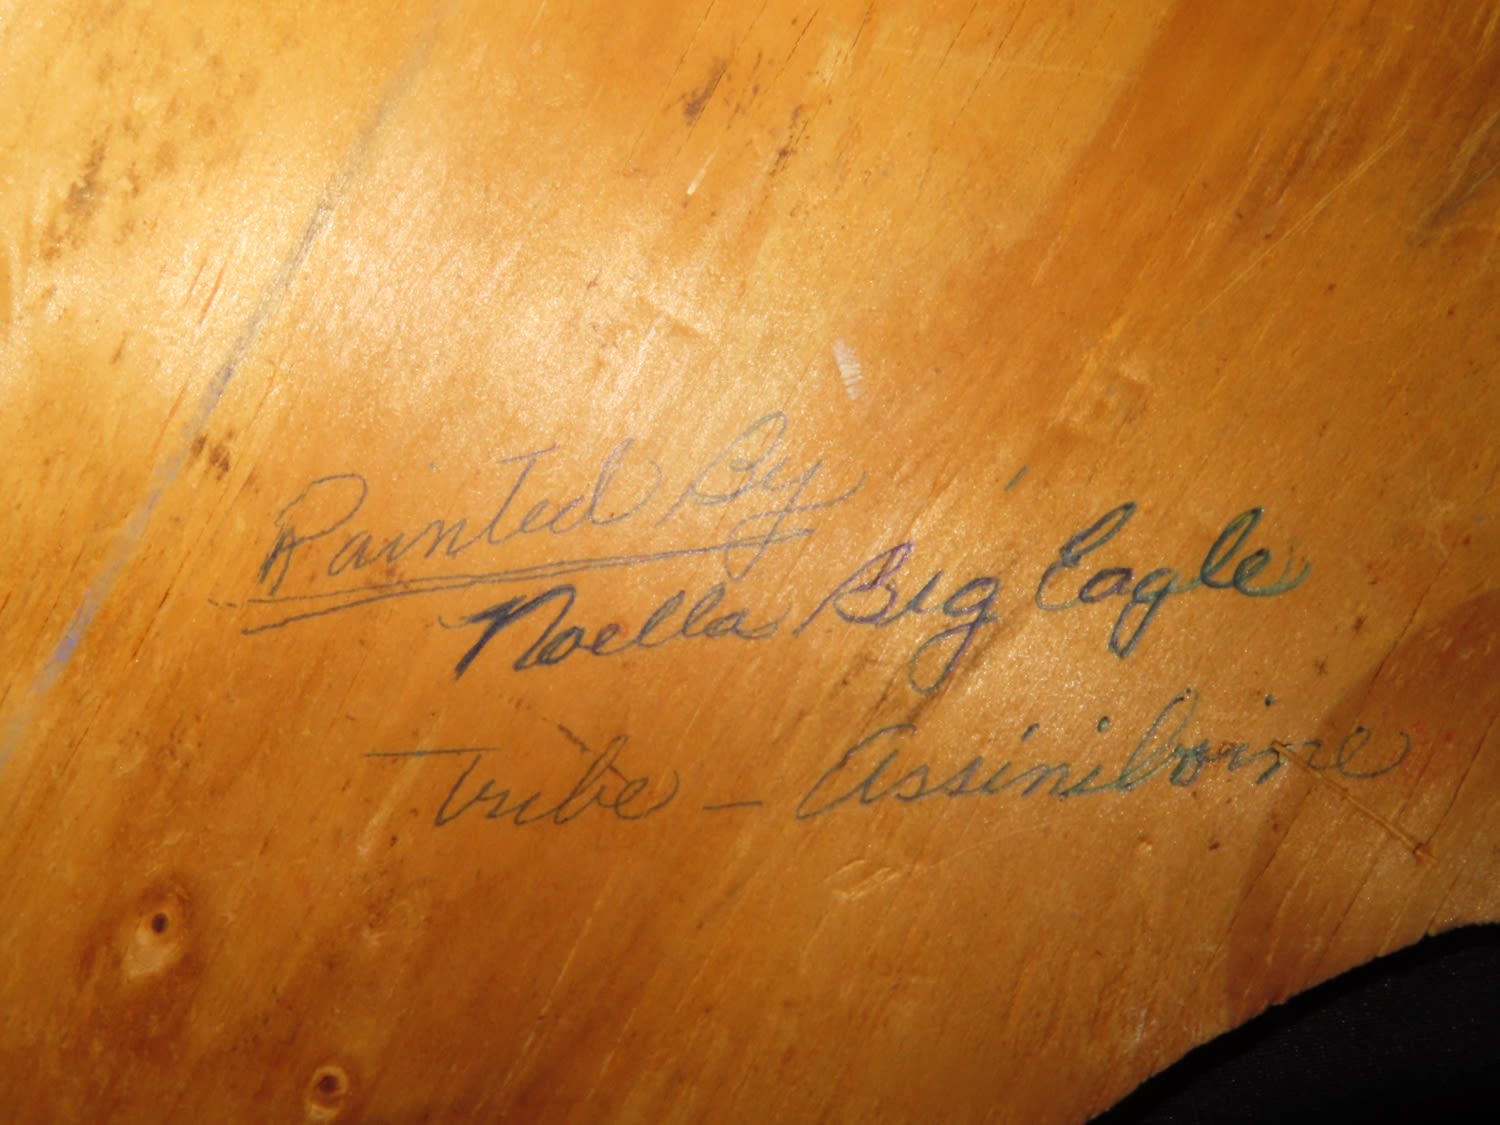 Painted By
Noella Big Eagle
Tribe - Assiniboine